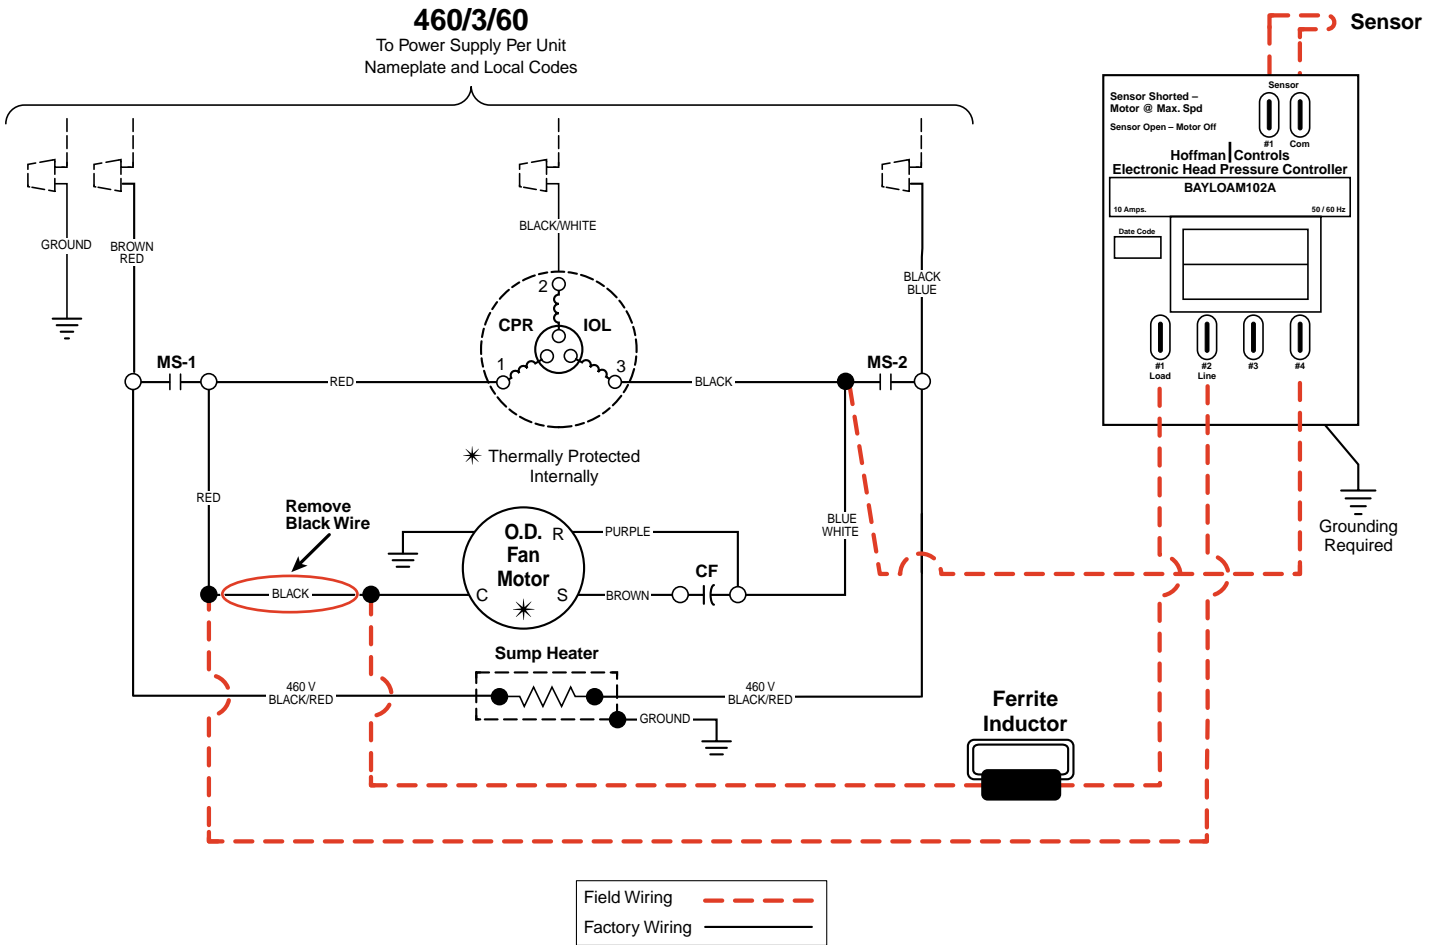 460/3/60
To Power Supply Per Unit
Nameplate and Local Codes
Sensor
Sensor
Sensor Shorted –
Motor @ Max. Spd
Sensor Open – Motor Off
#1
Com
Hoffman Controls
Electronic Head Pressure Controller
BAYLOAM102A
10 Amps.
50 / 60 Hz
Date Code
#1
Load
#2
Line
#3
#4
Grounding
Required
GROUND
BROWN
RED
BLACK/WHITE
BLACK
BLUE
2
CPR
IOL
1
3
MS-1
RED
BLACK
MS-2
Thermally Protected
Internally
RED
Remove
Black Wire
BLACK
O.D.
Fan
Motor
R
C
S
PURPLE
BROWN
CF
BLUE
WHITE
Sump Heater
460 V
BLACK/RED
460 V
BLACK/RED
GROUND
Ferrite
Inductor
Field Wiring
Factory Wiring